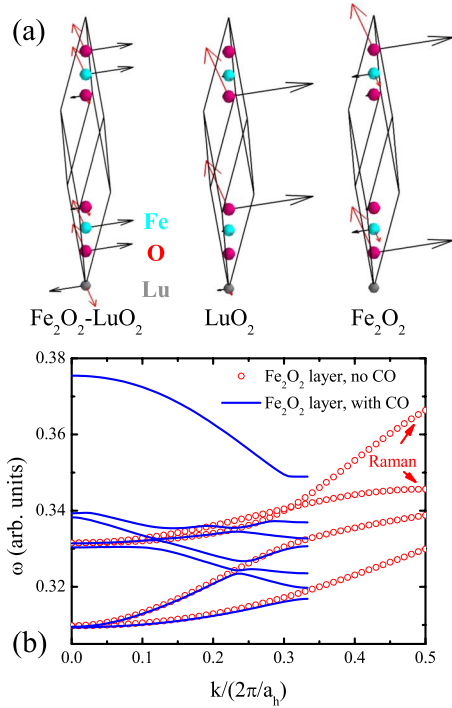 (a)
Fe
O
Lu
Fe₂O₂-LuO₂
LuO₂
Fe₂O₂
0.38
Fe₂O₂ layer, no CO
Fe₂O₂ layer, with CO
0.36
Raman
ω (arb. units)
0.34
0.32
(b)
0.0 0.1 0.2 0.3 0.4 0.5
k/(2π/aₕ)